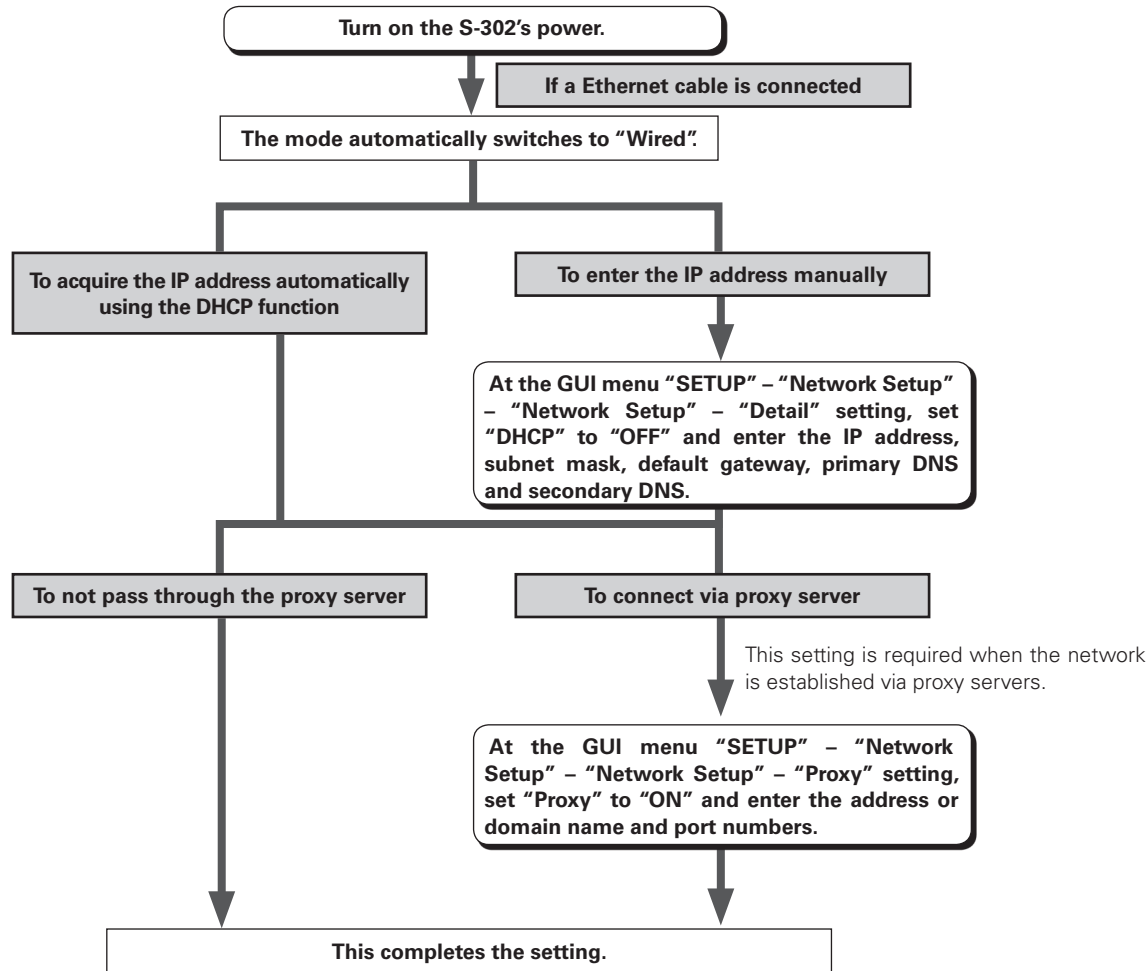 Turn on the S-302's power.
If a Ethernet cable is connected
The mode automatically switches to “Wired”.
To acquire the IP address automatically
using the DHCP function
To enter the IP address manually
At the GUI menu “SETUP” – “Network Setup”
– “Network Setup” – “Detail” setting, set
“DHCP” to “OFF” and enter the IP address,
subnet mask, default gateway, primary DNS
and secondary DNS.
To not pass through the proxy server
To connect via proxy server
This setting is required when the network
is established via proxy servers.
At the GUI menu “SETUP” – “Network
Setup” – “Network Setup” – “Proxy” setting,
set “Proxy” to “ON” and enter the address or
domain name and port numbers.
This completes the setting.